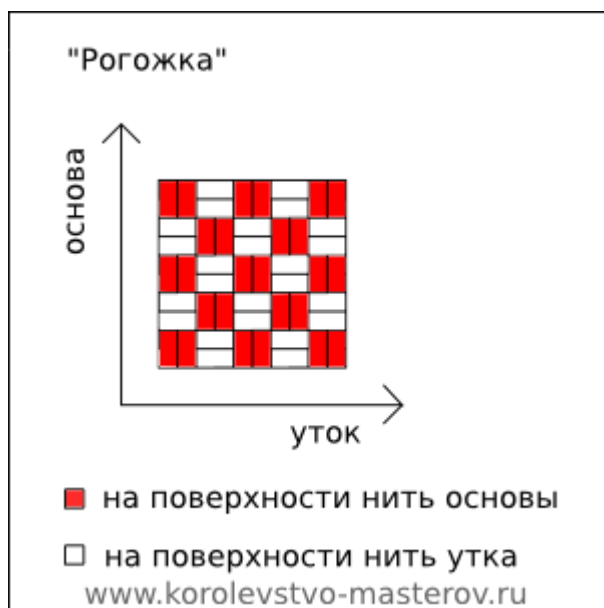 "Рогожка"
основа
уток
на поверхности нить основы
на поверхности нить утка
www.korolevstvo-masterov.ru